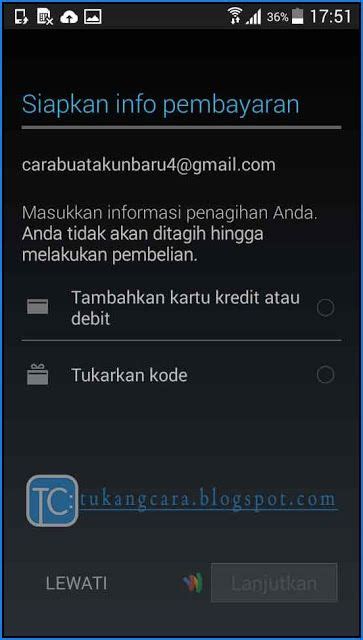 36% 17:51
Siapkan info pembayaran
carabuatakunbaru4@gmail.com
Masukkan informasi penagihan Anda.
Anda tidak akan ditagih hingga
melakukan pembelian.
Tambahkan kartu kredit atau
debit
Tukarkan kode
TC:tukangcara.blogspot.com
LEWATI Lanjutkan